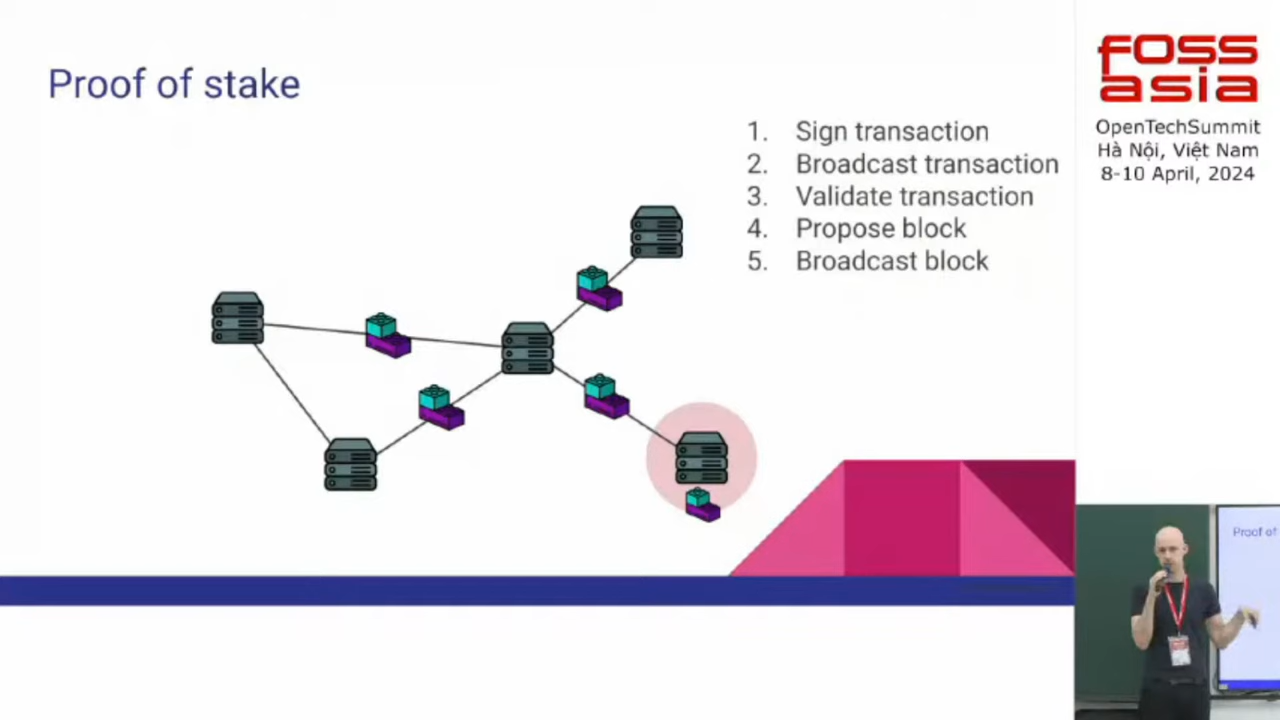 Proof of stake
1. Sign transaction
2. Broadcast transaction
3. Validate transaction
4. Propose block
5. Broadcast block
FOSS
asia
OpenTechSummit
Hà Nội, Việt Nam
8-10 April, 2024
Proof of